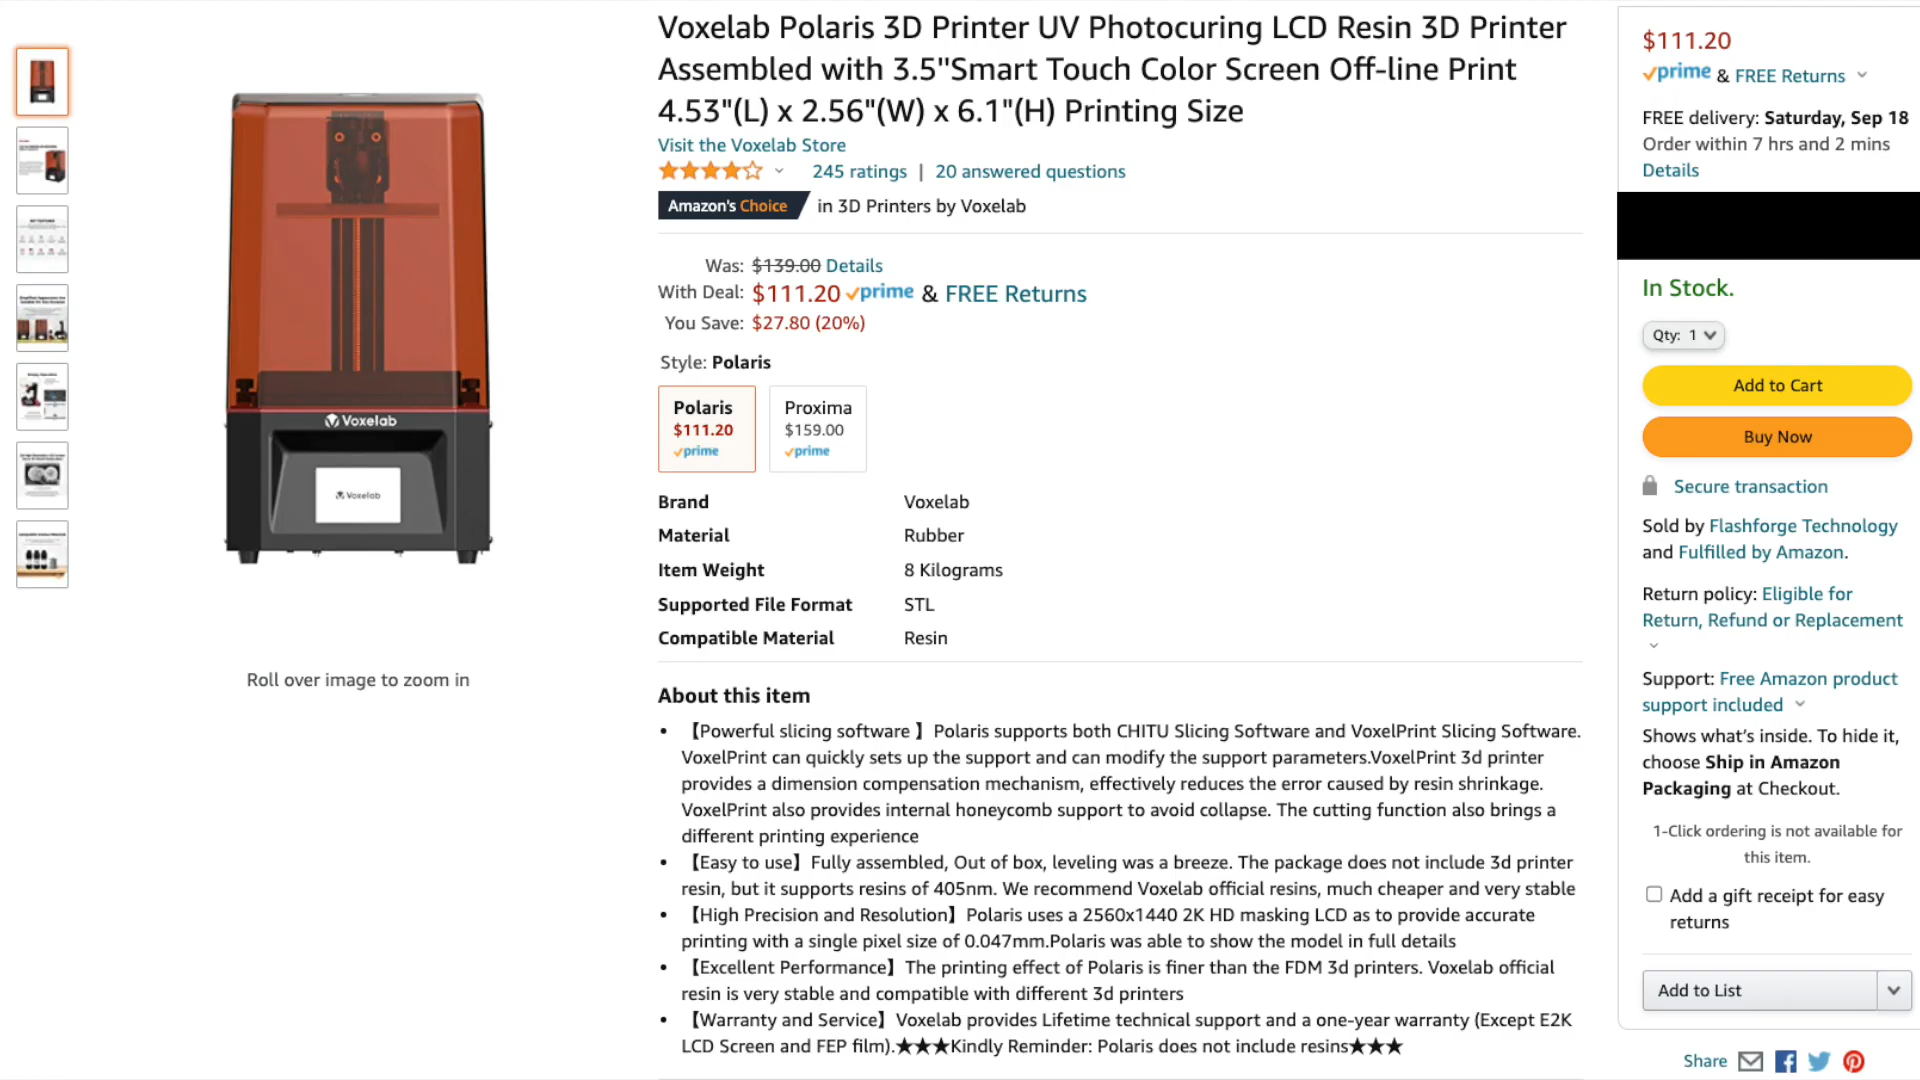 Voxelab Polaris 3D Printer UV Photocuring LCD Resin 3D Printer
Assembled with 3.5"Smart Touch Color Screen Off-line Print
4.53"(L) x 2.56"(W) x 6.1"(H) Printing Size
Visit the Voxelab Store
245 ratings | 20 answered questions
Amazon's Choice in 3D Printers by Voxelab
Was: $139.00 Details
With Deal: $111.20 prime & FREE Returns
You Save: $27.80 (20%)
Style: Polaris
Polaris
$111.20
prime
Proxima
$159.00
prime
Brand Voxelab
Material Rubber
Item Weight 8 Kilograms
Supported File Format STL
Compatible Material Resin
About this item
• 【Powerful slicing software 】Polaris supports both CHITU Slicing Software and VoxelPrint Slicing Software.
VoxelPrint can quickly sets up the support and can modify the support parameters.VoxelPrint 3d printer
provides a dimension compensation mechanism, effectively reduces the error caused by resin shrinkage.
VoxelPrint also provides internal honeycomb support to avoid collapse. The cutting function also brings a
different printing experience
• 【Easy to use】Fully assembled, Out of box, leveling was a breeze. The package does not include 3d printer
resin, but it supports resins of 405nm. We recommend Voxelab official resins, much cheaper and very stable
• 【High Precision and Resolution】Polaris uses a 2560x1440 2K HD masking LCD as to provide accurate
printing with a single pixel size of 0.047mm.Polaris was able to show the model in full details
• 【Excellent Performance】The printing effect of Polaris is finer than the FDM 3d printers. Voxelab official
resin is very stable and compatible with different 3d printers
• 【Warranty and Service】Voxelab provides Lifetime technical support and a one-year warranty (Except E2K
LCD Screen and FEP film).★★★Kindly Reminder: Polaris does not include resins★★★
Voxelab
Voxelab
Roll over image to zoom in
$111.20
prime & FREE Returns
FREE delivery: Saturday, Sep 18
Order within 7 hrs and 2 mins
Details
In Stock.
Qty: 1
Add to Cart
Buy Now
Secure transaction
Sold by Flashforge Technology
and Fulfilled by Amazon.
Return policy: Eligible for
Return, Refund or Replacement
Support: Free Amazon product
support included
Shows what's inside. To hide it,
choose Ship in Amazon
Packaging at Checkout.
1-Click ordering is not available for
this item.
Add a gift receipt for easy
returns
Add to List
Share